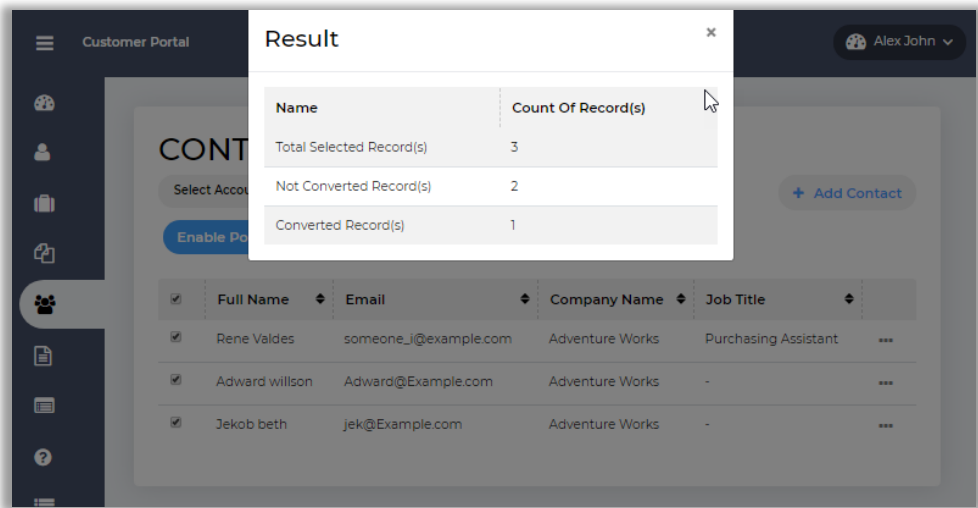 Customer Portal
Result
×
Alex John
Name Count Of Record(s)
Total Selected Record(s) 3
Not Converted Record(s) 2
Converted Record(s) 1
CONT
Select Accou
+ Add Contact
Enable Po
Full Name Email Company Name Job Title
Rene Valdes someone_i@example.com Adventure Works Purchasing Assistant
Adward willson Adward@Example.com Adventure Works -
Jekob beth jek@Example.com Adventure Works -